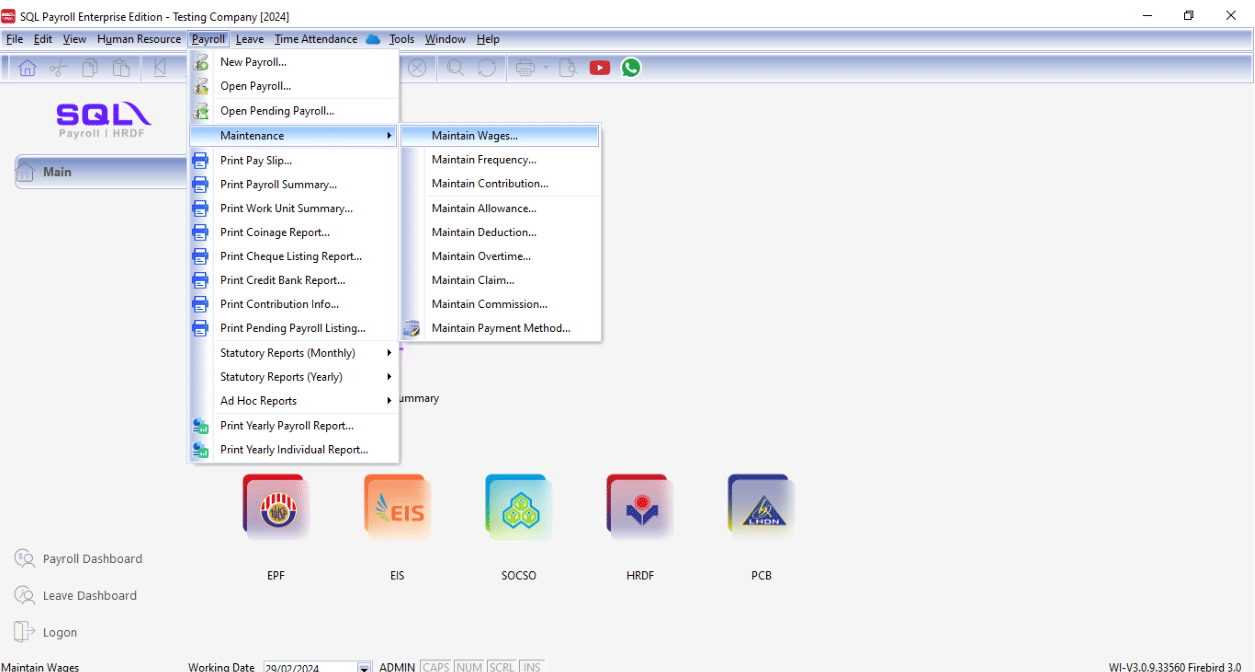 SQL Payroll Enterprise Edition - Testing Company [2024]
File Edit View Human Resource Payroll Leave Time Attendance Tools Window Help
SQL
Payroll | HRDF
Main
New Payroll...
Open Payroll...
Open Pending Payroll...
Maintenance
Print Pay Slip...
Print Payroll Summary...
Print Work Unit Summary...
Print Coinage Report...
Print Cheque Listing Report...
Print Credit Bank Report...
Print Contribution Info...
Print Pending Payroll Listing...
Statutory Reports (Monthly)
Statutory Reports (Yearly)
Ad Hoc Reports
Print Yearly Payroll Report...
Print Yearly Individual Report...
Maintain Wages...
Maintain Frequency...
Maintain Contribution...
Maintain Allowance...
Maintain Deduction...
Maintain Overtime...
Maintain Claim...
Maintain Commission...
Maintain Payment Method...
ummary
EIS
LHDN
EPF EIS SOCSO HRDF PCB
Payroll Dashboard
Leave Dashboard
Logon
Maintain Wages Working Date 29/02/2024 ADMIN CAPS NUM SCRL INS WI-V3.0.9.33560 Firebird 3.0